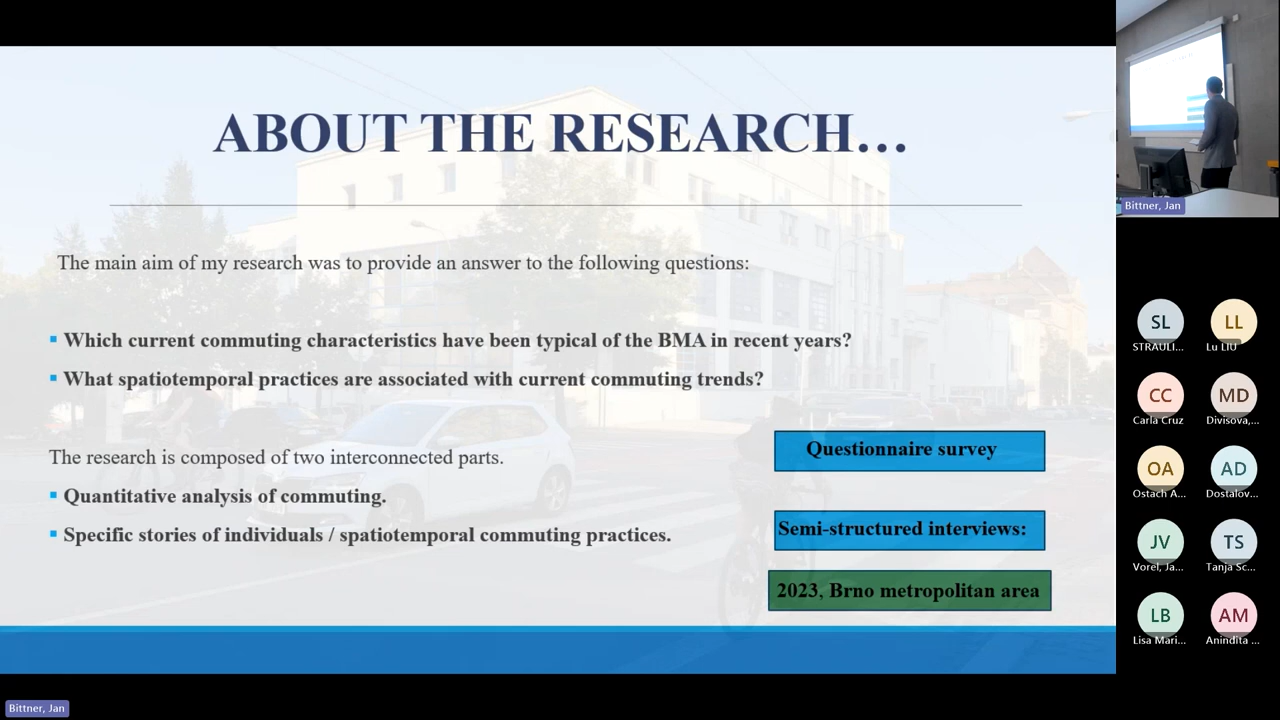 ABOUT THE RESEARCH...
The main aim of my research was to provide an answer to the following questions:
Which current commuting characteristics have been typical of the BMA in recent years?
What spatiotemporal practices are associated with current commuting trends?
The research is composed of two interconnected parts.
Quantitative analysis of commuting.
Specific stories of individuals / spatiotemporal commuting practices.
Questionnaire survey
Semi-structured interviews:
2023, Brno metropolitan area
Bittner, Jan
SL
STRAULI...
LL
Lu LIU
CC
Carla Cruz
MD
Divisova,...
OA
Ostach A...
AD
Dostalov...
JV
Vorel, Ja...
TS
Tanja Sc...
LB
Lisa Mari...
AM
Anindita ...
Bittner, Jan